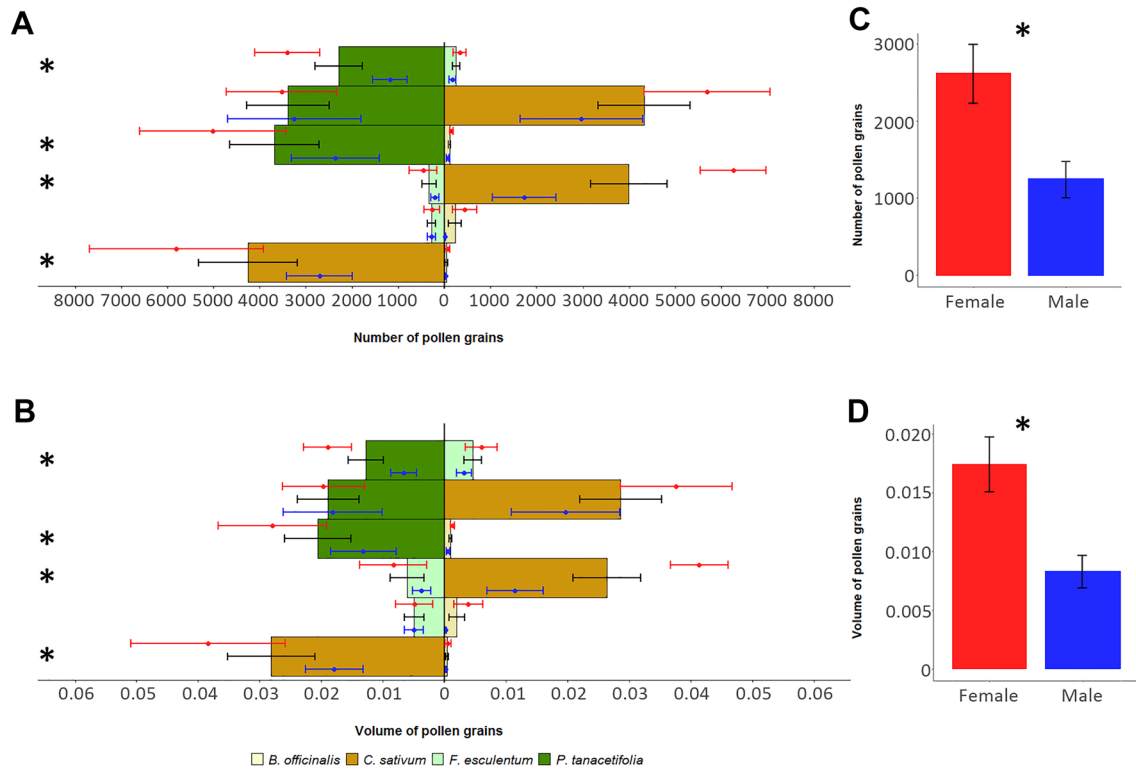 A
*
*
*
*
8000 7000 6000 5000 4000 3000 2000 1000 0 1000 2000 3000 4000 5000 6000 7000 8000
Number of pollen grains
B
*
*
*
*
0.06 0.05 0.04 0.03 0.02 0.01 0 0.01 0.02 0.03 0.04 0.05 0.06
Volume of pollen grains
B. officinalis C. sativum F. esculentum P. tanacetifolia
C
*
Number of pollen grains
3000
2000
1000
0
Female Male
D
*
Volume of pollen grains
0.020
0.015
0.010
0.005
0
Female Male